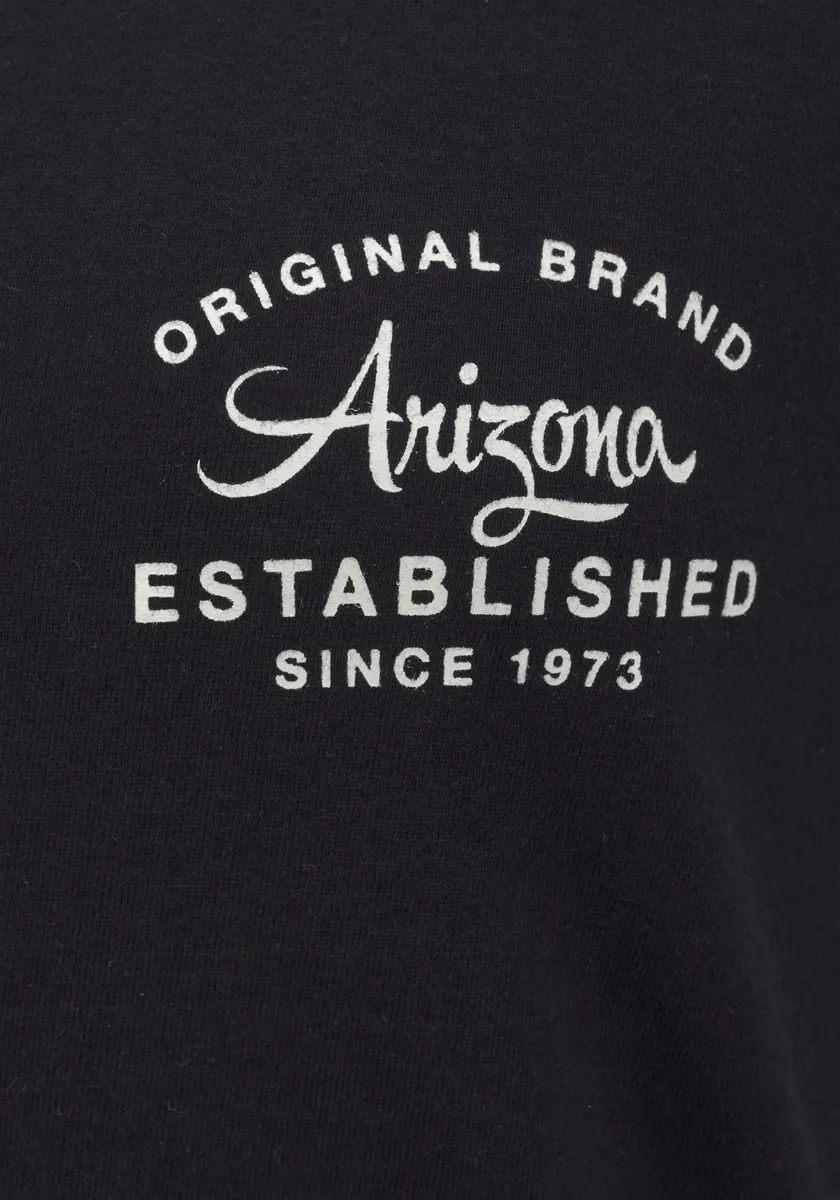 ORIGINAL BRAND
Arizona
ESTABLISHED
SINCE 1973